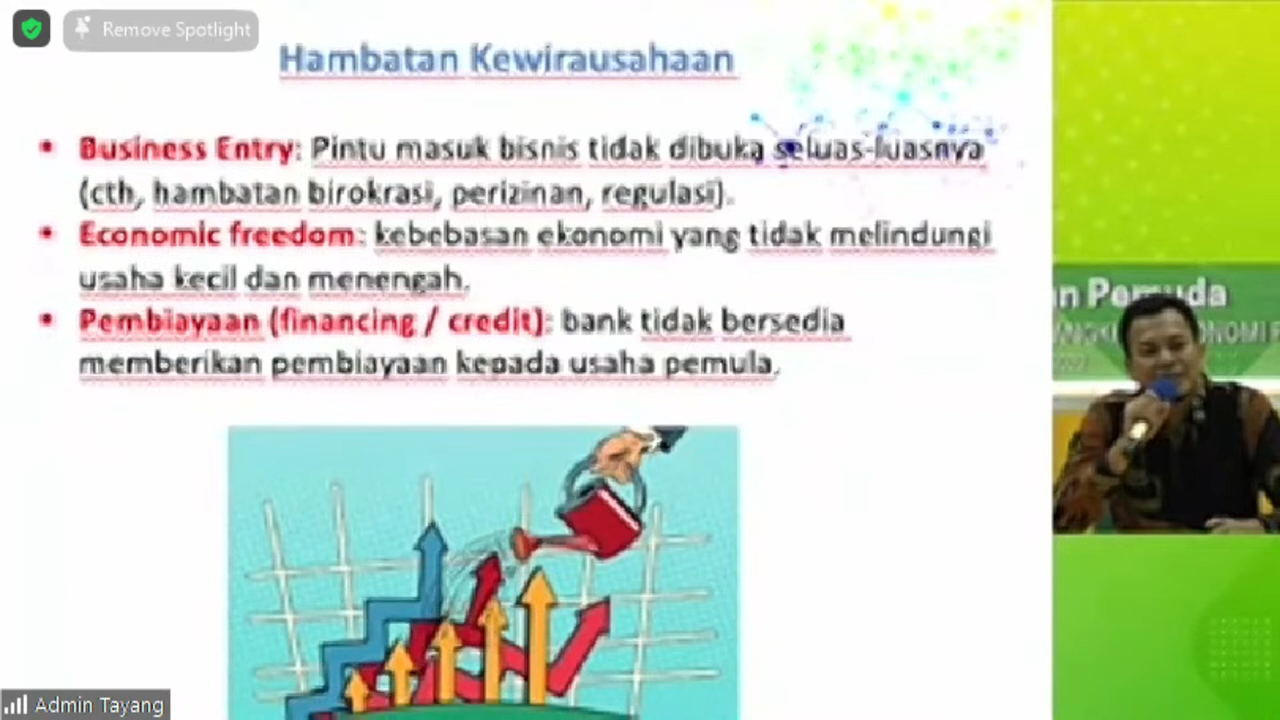 Remove Spotlight
Hambatan Kewirausahaan
• Business Entry: Pintu masuk bisnis tidak dibuka seluas-luasnya
(cth, hambatan birokrasi, perizinan, regulasi).
• Economic freedom: kebebasan ekonomi yang tidak melindungi
usaha kecil dan menengah.
• Pembiayaan (financing / credit): bank tidak bersedia
memberikan pembiayaan kepada usaha pemula.
Pemuda
Admin Tayang